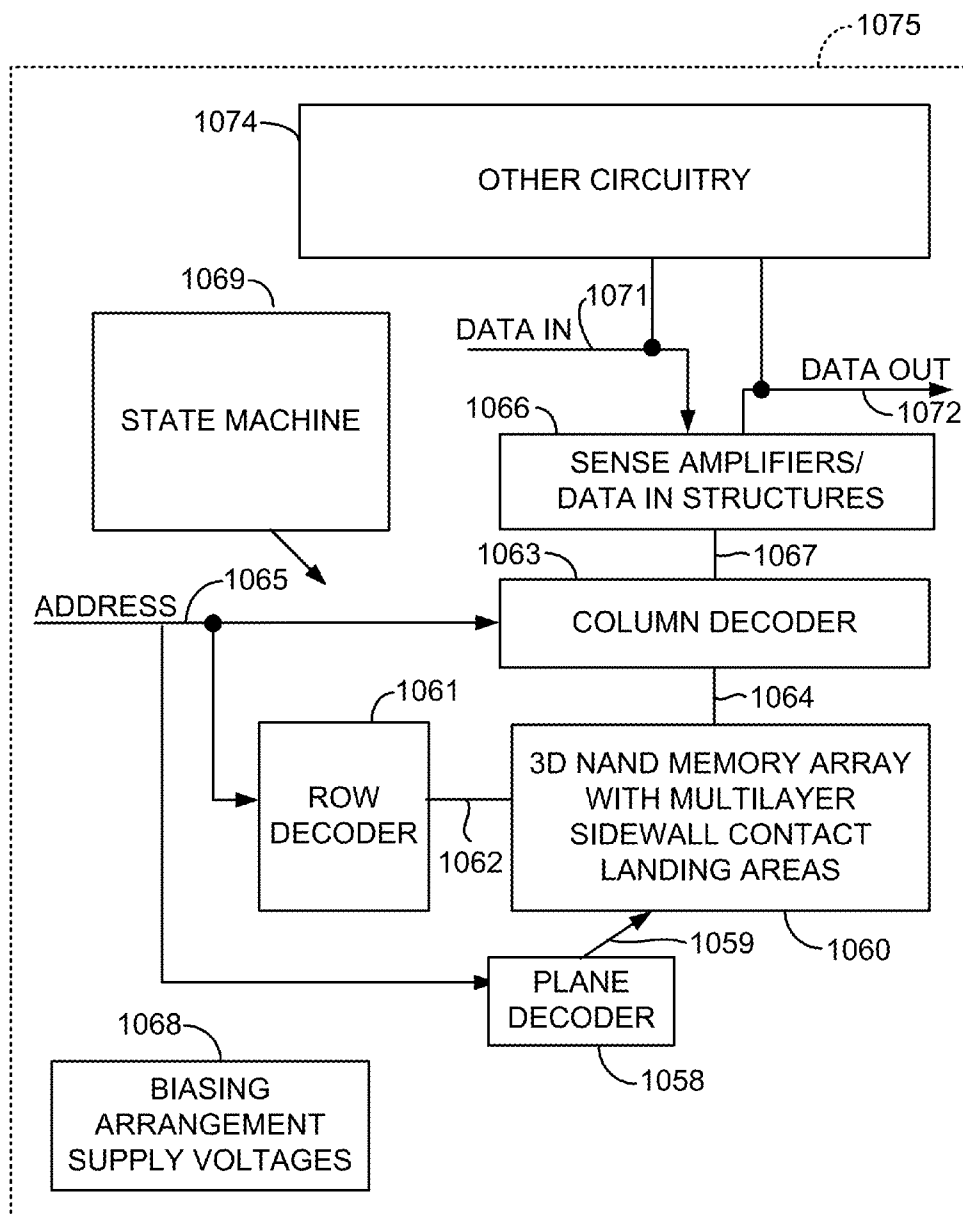 1075
1074
OTHER CIRCUITRY
1069
1071
DATA IN
STATE MACHINE
DATA OUT
1066
1072
SENSE AMPLIFIERS/
DATA IN STRUCTURES
1063
1067
1065
ADDRESS
COLUMN DECODER
1061
1064
ROW
DECODER
1062
3D NAND MEMORY ARRAY
WITH MULTILAYER
SIDEWALL CONTACT
LANDING AREAS
1059
1060
PLANE
DECODER
1068
1058
BIASING
ARRANGEMENT
SUPPLY VOLTAGES